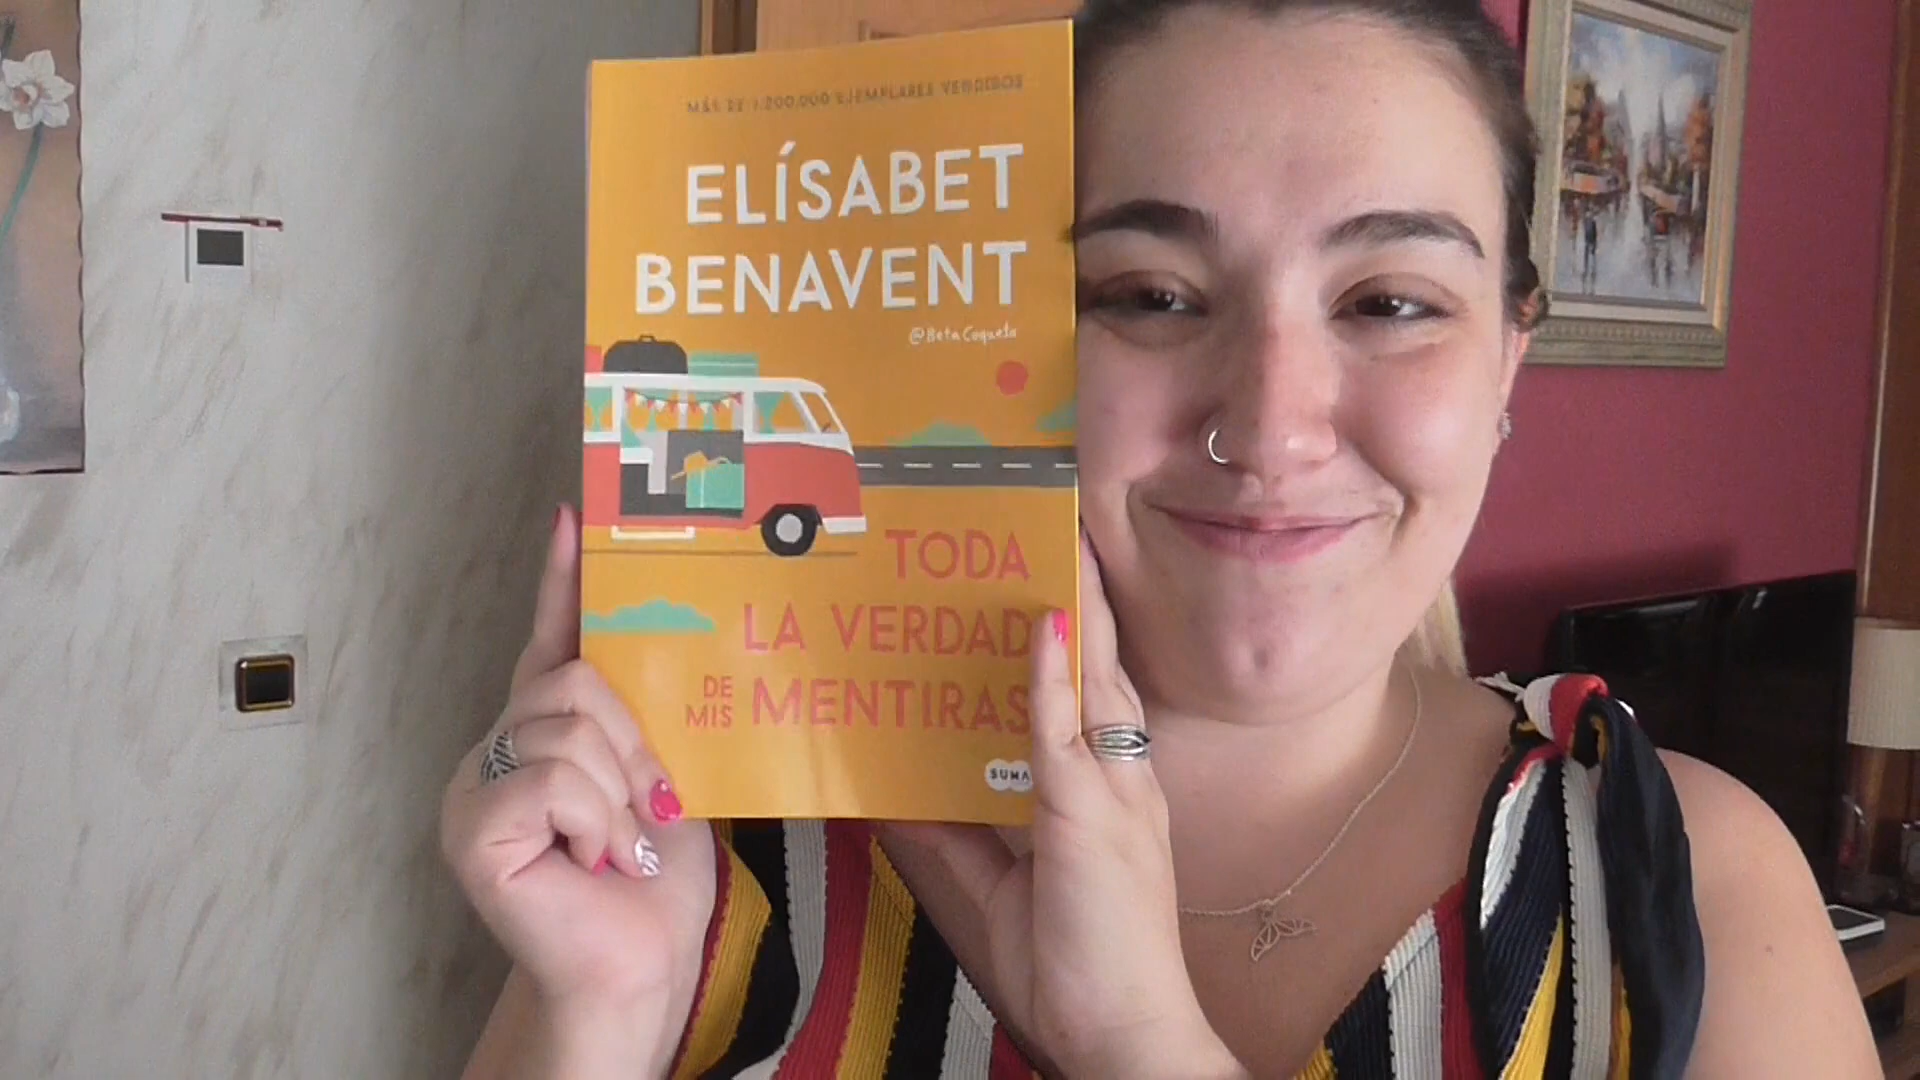 MÁS DE 1.200.000 EJEMPLARES VENDIDOS
ELÍSABET
BENAVENT
@BetaCoqueta
TODA
LA VERDAD
DE
MIS MENTIRAS
SUMA